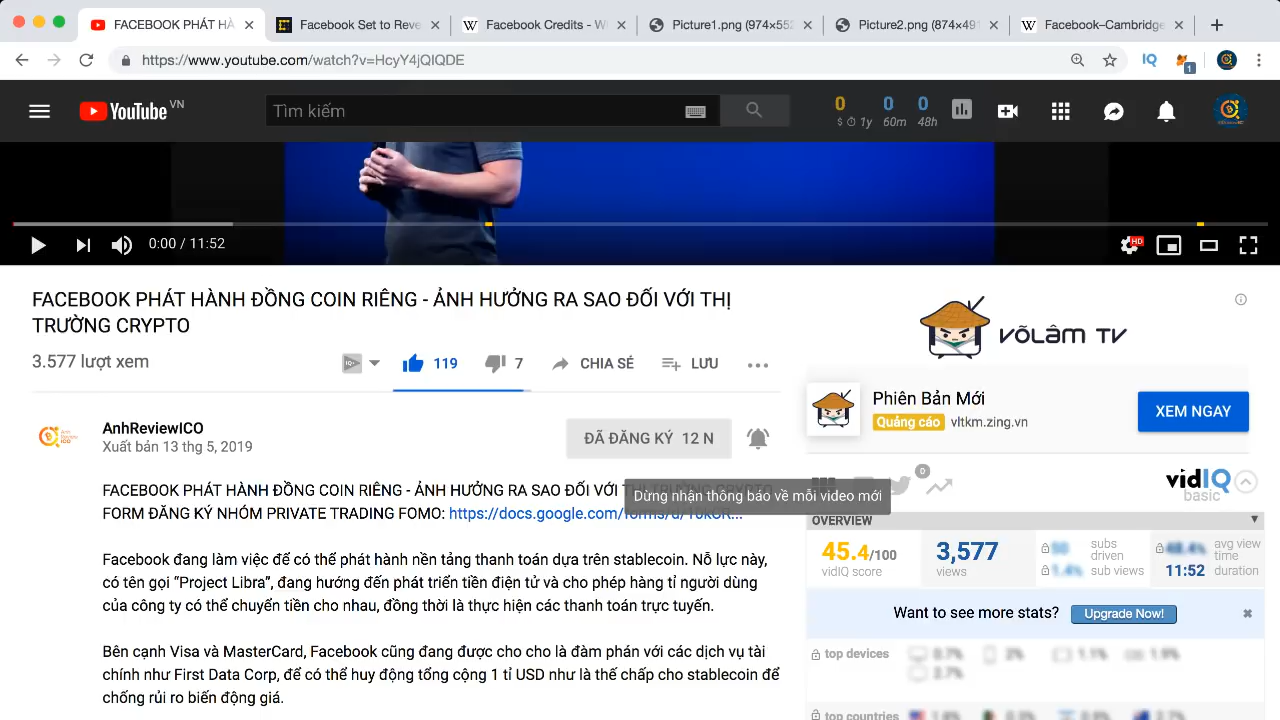 FACEBOOK PHÁT HÀ
Facebook Set to Reve
Facebook Credits - W
Picture1.png (974×552
Picture2.png (874×491
Facebook–Cambridge
https://www.youtube.com/watch?v=HcyY4jQIQDE
IQ
1
YouTube VN
Tìm kiếm
0 0 0
$ 1y 60m 48h
0:00 / 11:52
HD
FACEBOOK PHÁT HÀNH ĐỒNG COIN RIÊNG - ẢNH HƯỞNG RA SAO ĐỐI VỚI THỊ
TRƯỜNG CRYPTO
3.577 lượt xem
119
7
CHIA SẺ
LƯU
AnhReviewICO
Xuất bản 13 thg 5, 2019
ĐÃ ĐĂNG KÝ 12 N
FACEBOOK PHÁT HÀNH ĐỒNG COIN RIÊNG - ẢNH HƯỞNG RA SAO ĐỐI VỚI THỊ TRƯỜNG CRYPTO
Dừng nhận thông báo về mỗi video mới
FORM ĐĂNG KÝ NHÓM PRIVATE TRADING FOMO: https://docs.google.com/forms/d/
Facebook đang làm việc để có thể phát hành nền tảng thanh toán dựa trên stablecoin. Nỗ lực này,
có tên gọi “Project Libra”, đang hướng đến phát triển tiền điện tử và cho phép hàng tỉ người dùng
của công ty có thể chuyển tiền cho nhau, đồng thời là thực hiện các thanh toán trực tuyến.
Bên cạnh Visa và MasterCard, Facebook cũng đang được cho cho là đàm phán với các dịch vụ tài
chính như First Data Corp, để có thể huy động tổng cộng 1 tỉ USD như là thế chấp cho stablecoin để
chống rủi ro biến động giá.
VÕLÂM TV
Phiên Bản Mới
Quảng cáo vltkm.zing.vn
XEM NGAY
0
vidIQ
basic
OVERVIEW
45.4/100
vidIQ score
3,577
views
subs
driven
sub views
avg view
time
11:52 duration
Want to see more stats? Upgrade Now!
top devices
top countries